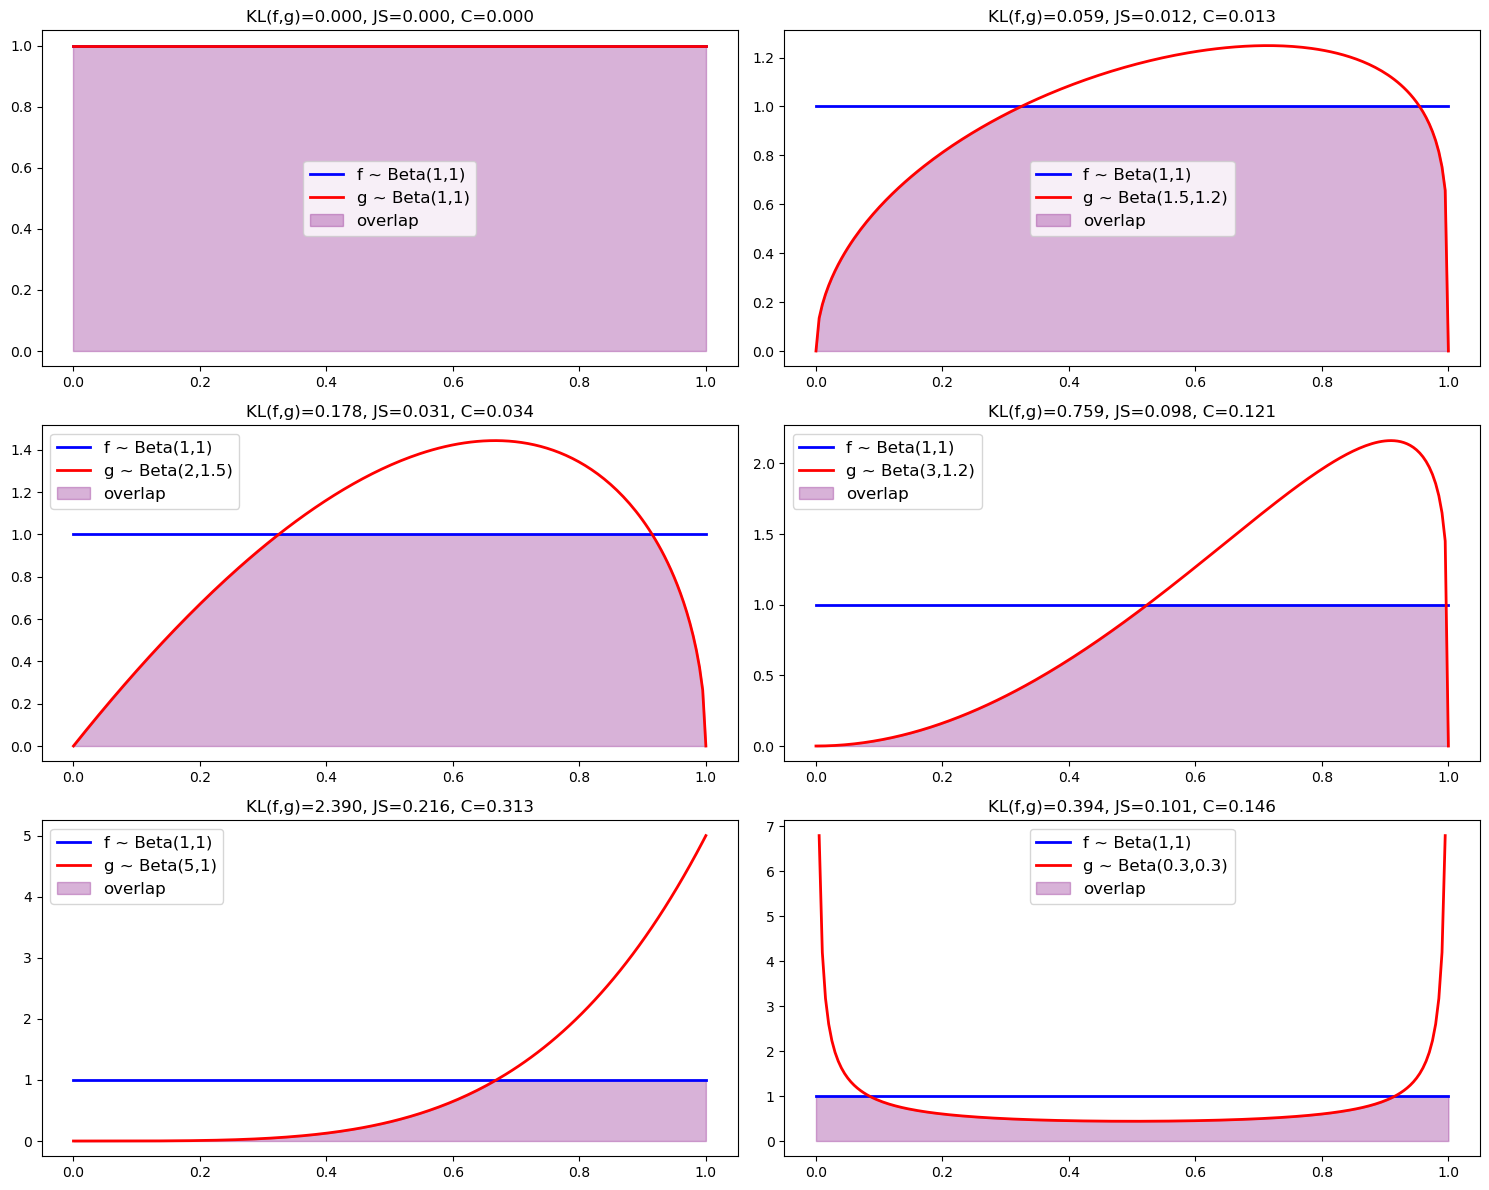 KL(f,g)=0.000, JS=0.000, C=0.000
1.0
0.8
0.6
0.4
0.2
0.0
f ~ Beta(1,1)
g ~ Beta(1,1)
overlap
0.0 0.2 0.4 0.6 0.8 1.0
KL(f,g)=0.059, JS=0.012, C=0.013
1.2
1.0
0.8
0.6
0.4
0.2
0.0
f ~ Beta(1,1)
g ~ Beta(1.5,1.2)
overlap
0.0 0.2 0.4 0.6 0.8 1.0
KL(f,g)=0.178, JS=0.031, C=0.034
1.4
1.2
1.0
0.8
0.6
0.4
0.2
0.0
f ~ Beta(1,1)
g ~ Beta(2,1.5)
overlap
0.0 0.2 0.4 0.6 0.8 1.0
KL(f,g)=0.759, JS=0.098, C=0.121
2.0
1.5
1.0
0.5
0.0
f ~ Beta(1,1)
g ~ Beta(3,1.2)
overlap
0.0 0.2 0.4 0.6 0.8 1.0
KL(f,g)=2.390, JS=0.216, C=0.313
5
4
3
2
1
0
f ~ Beta(1,1)
g ~ Beta(5,1)
overlap
0.0 0.2 0.4 0.6 0.8 1.0
KL(f,g)=0.394, JS=0.101, C=0.146
7
6
5
4
3
2
1
0
f ~ Beta(1,1)
g ~ Beta(0.3,0.3)
overlap
0.0 0.2 0.4 0.6 0.8 1.0